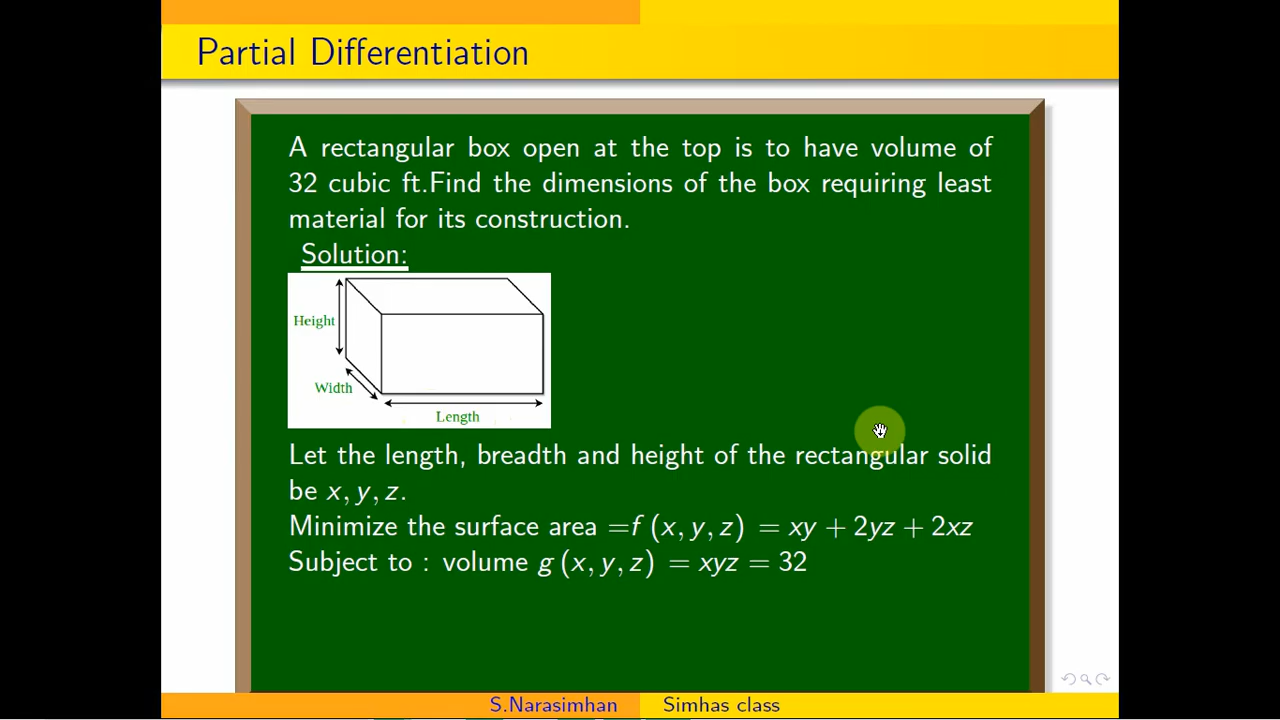 Partial Differentiation
A rectangular box open at the top is to have volume of
32 cubic ft.Find the dimensions of the box requiring least
material for its construction.
Solution:
Height
Width
Length
Let the length, breadth and height of the rectangular solid
be x, y, z.
Minimize the surface area =f (x, y, z) = xy + 2yz + 2xz
Subject to : volume g (x, y, z) = xyz = 32
S.Narasimhan Simhas class